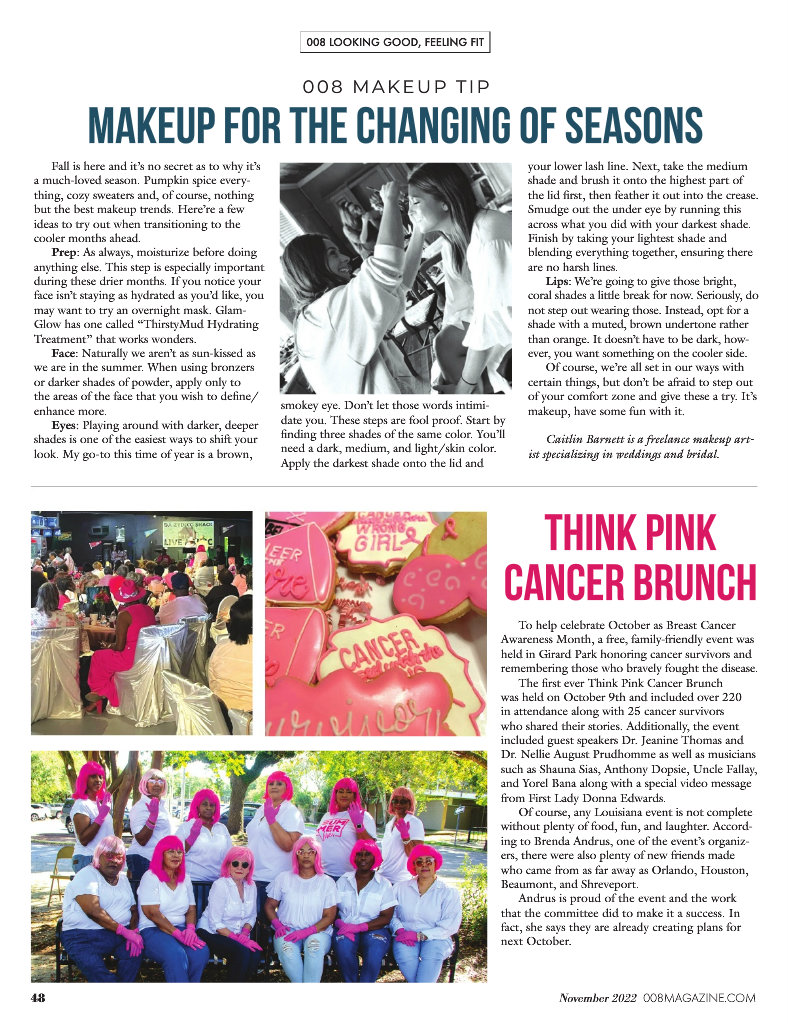 008 LOOKING GOOD, FEELING FIT
008 MAKEUP TIP
MAKEUP FOR THE CHANGING OF SEASONS
Fall is here and it's no secret as to why it's
a much-loved season. Pumpkin spice every-
thing, cozy sweaters and, of course, nothing
but the best makeup trends. Here're a few
ideas to try out when transitioning to the
cooler months ahead.
Prep: As always, moisturize before doing
anything else. This step is especially important
during these drier months. If you notice your
face isn't staying as hydrated as you'd like, you
may want to try an overnight mask. Glam-
Glow has one called "ThirstyMud Hydrating
Treatment" that works wonders.
Face: Naturally we aren't as sun-kissed as
we are in the summer. When using bronzers
or darker shades of powder, apply only to
the areas of the face that you wish to define/
enhance more.
Eyes: Playing around with darker, deeper
shades is one of the easiest ways to shift your
look. My go-to this time of year is a brown,
smokey eye. Don't let those words intimi-
date you. These steps are fool proof. Start by
finding three shades of the same color. You'll
need a dark, medium, and light/skin color.
Apply the darkest shade onto the lid and
your lower lash line. Next, take the medium
shade and brush it onto the highest part of
the lid first, then feather it out into the crease.
Smudge out the under eye by running this
across what you did with your darkest shade.
Finish by taking your lightest shade and
blending everything together, ensuring there
are no harsh lines.
Lips: We're going to give those bright,
coral shades a little break for now. Seriously, do
not step out wearing those. Instead, opt for a
shade with a muted, brown undertone rather
than orange. It doesn't have to be dark, how-
ever, you want something on the cooler side.
Of course, we're all set in our ways with
certain things, but don't be afraid to step out
of your comfort zone and give these a try. It's
makeup, have some fun with it.
Caitlin Barnett is a freelance makeup art-
ist specializing in weddings and bridal.
LIVE
WRONG
GIRL
CANCER
Survivor
THINK PINK
CANCER BRUNCH
To help celebrate October as Breast Cancer
Awareness Month, a free, family-friendly event was
held in Girard Park honoring cancer survivors and
remembering those who bravely fought the disease.
The first ever Think Pink Cancer Brunch
was held on October 9th and included over 220
in attendance along with 25 cancer survivors
who shared their stories. Additionally, the event
included guest speakers Dr. Jeanine Thomas and
Dr. Nellie August Prudhomme as well as musicians
such as Shauna Sias, Anthony Dopsie, Uncle Fallay,
and Yorel Bana along with a special video message
from First Lady Donna Edwards.
Of course, any Louisiana event is not complete
without plenty of food, fun, and laughter. Accord-
ing to Brenda Andrus, one of the event's organiz-
ers, there were also plenty of new friends made
who came from as far away as Orlando, Houston,
Beaumont, and Shreveport.
Andrus is proud of the event and the work
that the committee did to make it a success. In
fact, she says they are already creating plans for
next October.
48
November 2022 008MAGAZINE.COM